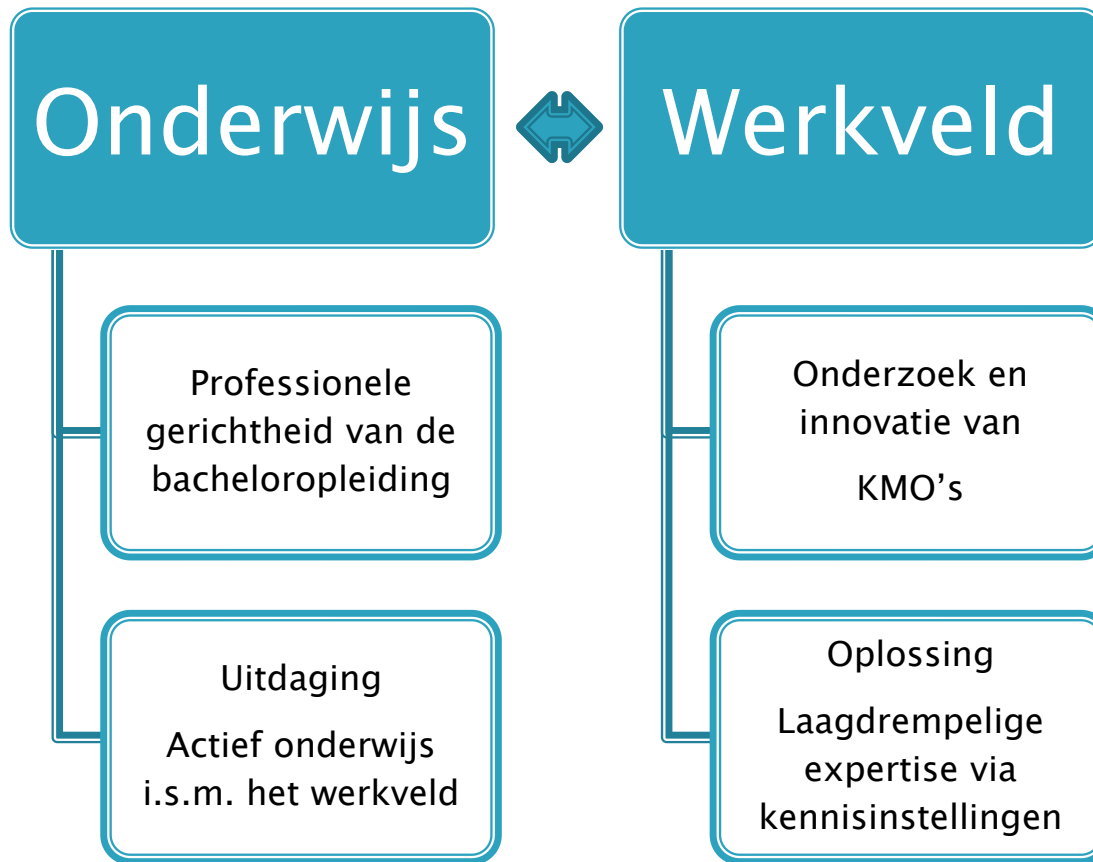 Onderwijs
Professionele
gerichtheid van de
bacheloropleiding
Uitdaging
Actief onderwijs
i.s.m. het werkveld
Werkveld
Onderzoek en
innovatie van
KMO’s
Oplossing
Laagdrempelige
expertise via
kennisinstellingen